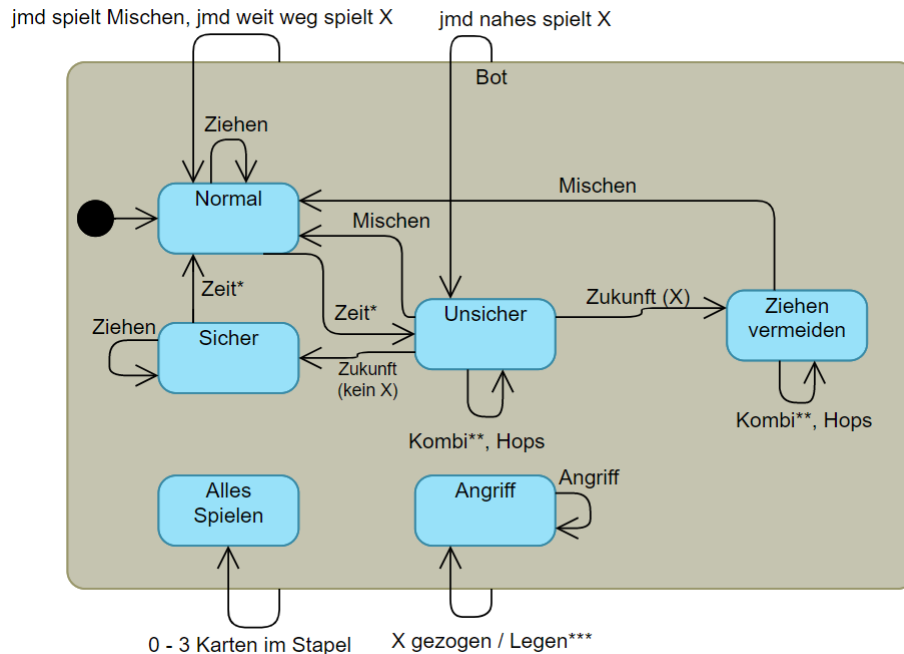 jmd spielt Mischen, jmd weit weg spielt X
jmd nahes spielt X
Bot
Ziehen
Normal
Mischen
Mischen
Zeit*
Zeit*
Ziehen
Sicher
Unsicher
Zukunft (X)
Ziehen
vermeiden
Zukunft
(kein X)
Kombi**, Hops
Kombi**, Hops
Alles
Spielen
Angriff
Angriff
0 - 3 Karten im Stapel
X gezogen / Legen***